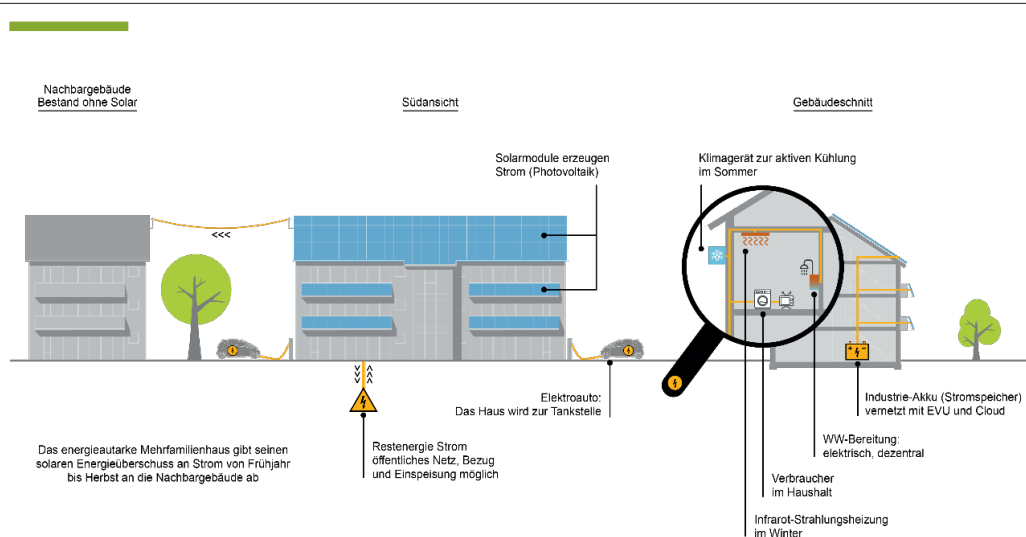 Nachbargebäude
Bestand ohne Solar
Südansicht
Gebäudeschnitt
Solarmodule erzeugen
Strom (Photovoltaik)
Klimagerät zur aktiven Kühlung
im Sommer
<<<
Elektroauto:
Das Haus wird zur Tankstelle
Industrie-Akku (Stromspeicher)
vernetzt mit EVU und Cloud
Restenergie Strom
öffentliches Netz, Bezug
und Einspeisung möglich
WW-Bereitung:
elektrisch, dezentral
Das energieautarke Mehrfamilienhaus gibt seinen
solaren Energieüberschuss an Strom von Frühjahr
bis Herbst an die Nachbargebäude ab
Verbraucher
im Haushalt
Infrarot-Strahlungsheizung
im Winter